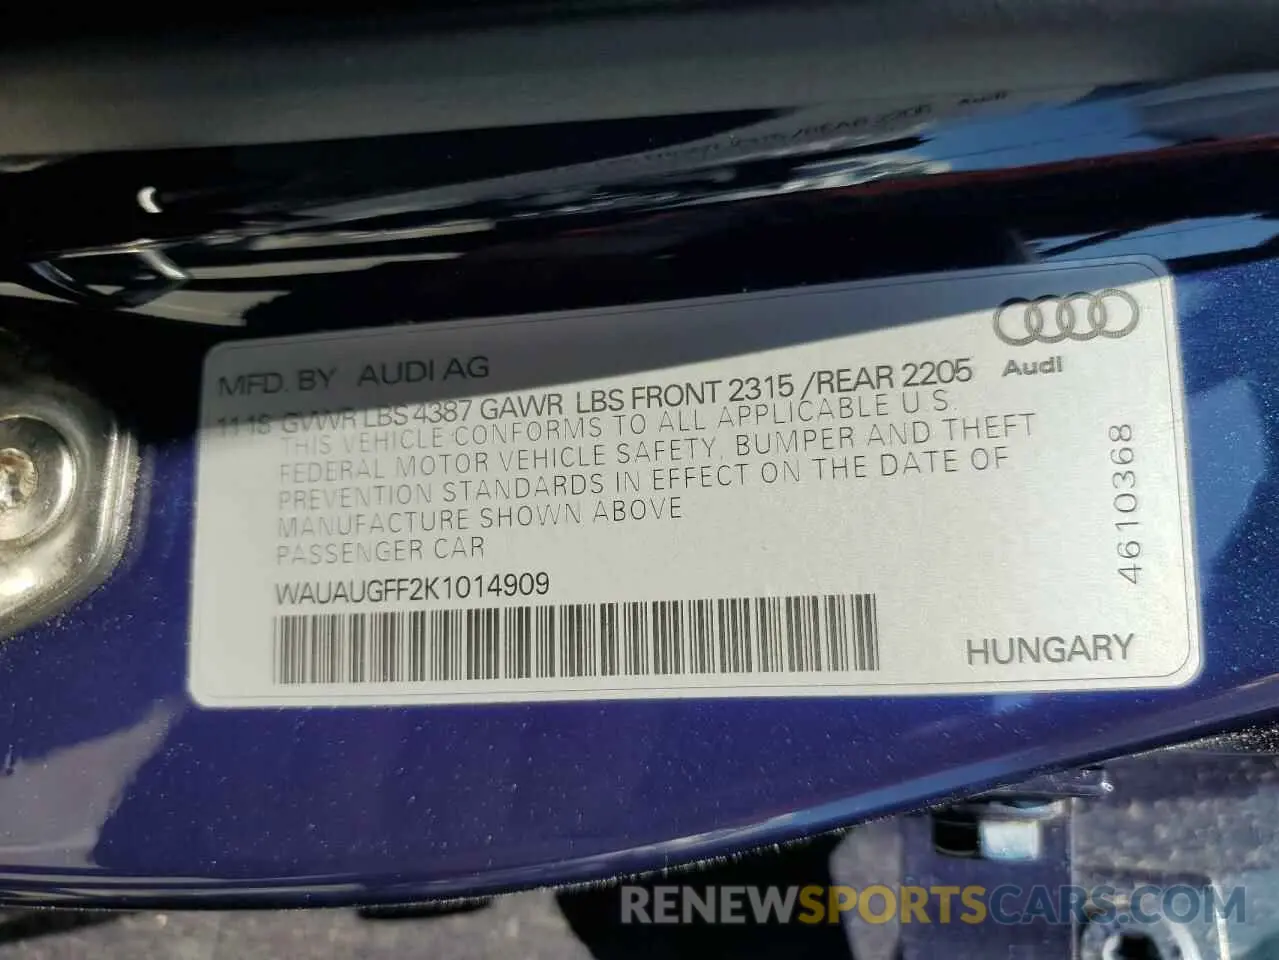 MFD. BY AUDI AG
Audi
11 18 GVWR LBS 4387 GAWR LBS FRONT 2315 /REAR 2205
THIS VEHICLE CONFORMS TO ALL APPLICABLE U S.
FEDERAL MOTOR VEHICLE SAFETY, BUMPER AND THEFT
PREVENTION STANDARDS IN EFFECT ON THE DATE OF
MANUFACTURE SHOWN ABOVE
PASSENGER CAR
WAUAUGFF2K1014909
4610368
HUNGARY
RENEWSPORTSCARS.COM